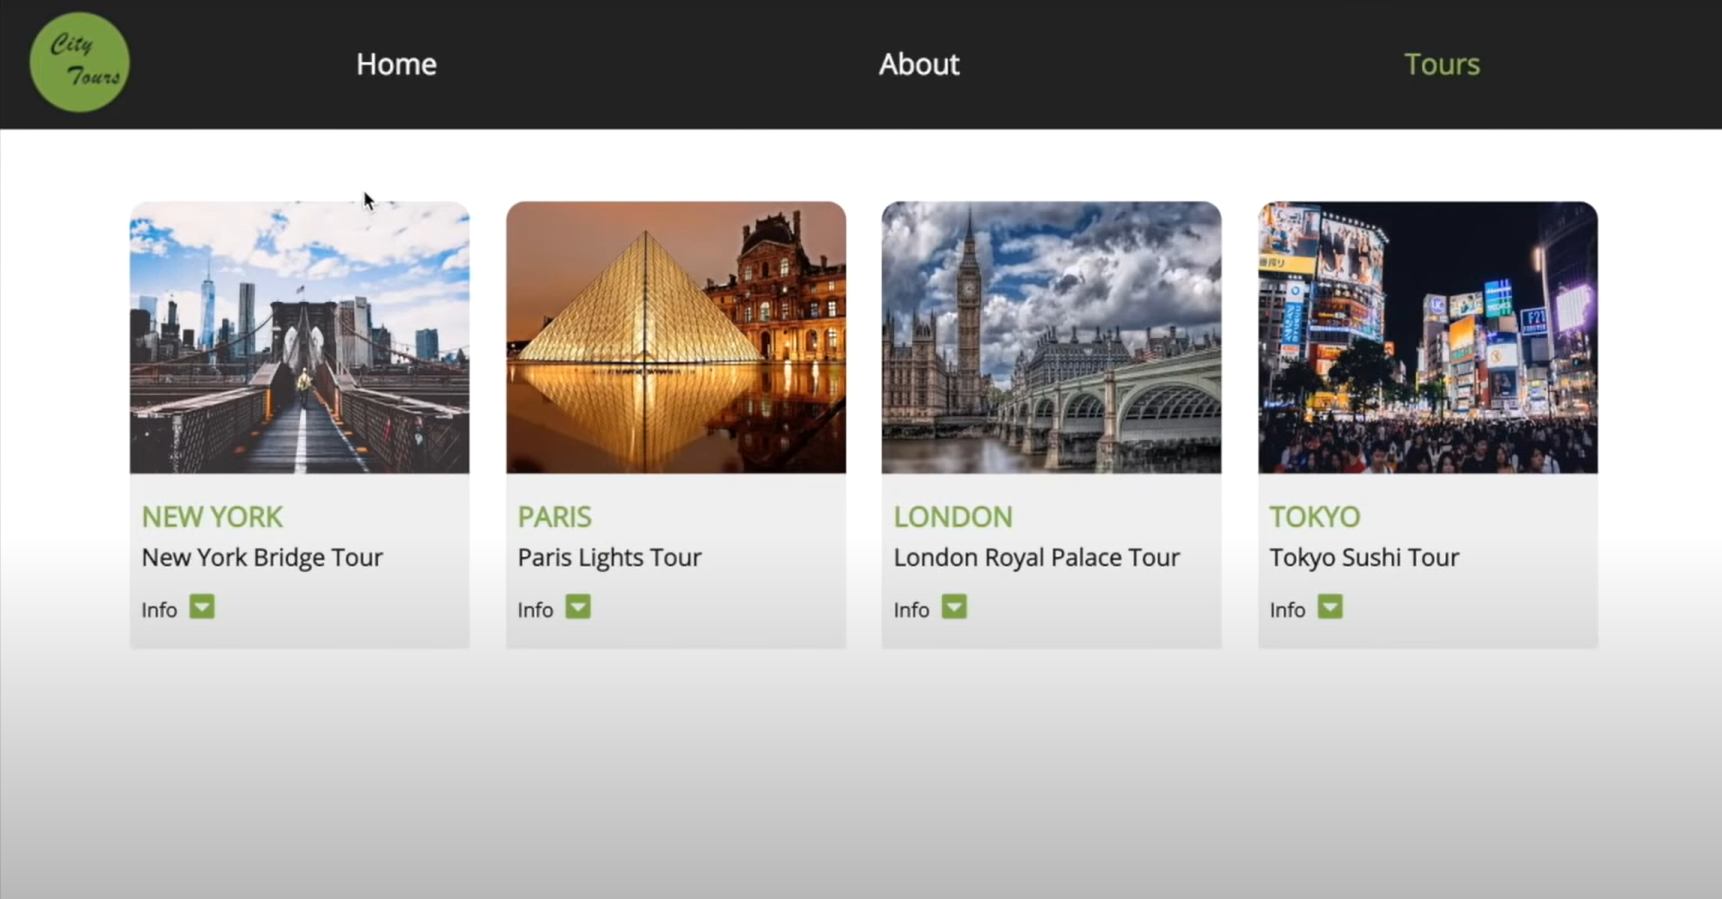 City
Tours
Home
About
Tours
NEW YORK
New York Bridge Tour
Info
PARIS
Paris Lights Tour
Info
LONDON
London Royal Palace Tour
Info
TOKYO
Tokyo Sushi Tour
Info